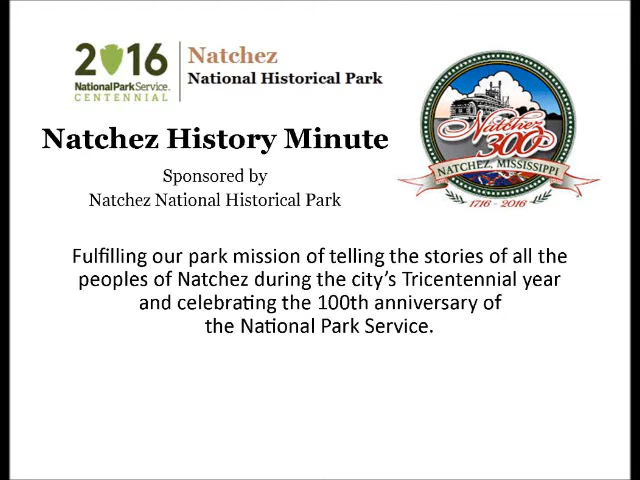 2016
National Park Service
CENTENNIAL
Natchez
National Historical Park
Natchez
300
NATCHEZ, MISSISSIPPI
1716 - 2016
Natchez History Minute
Sponsored by
Natchez National Historical Park
Fulfilling our park mission of telling the stories of all the
peoples of Natchez during the city's Tricentennial year
and celebrating the 100th anniversary of
the National Park Service.